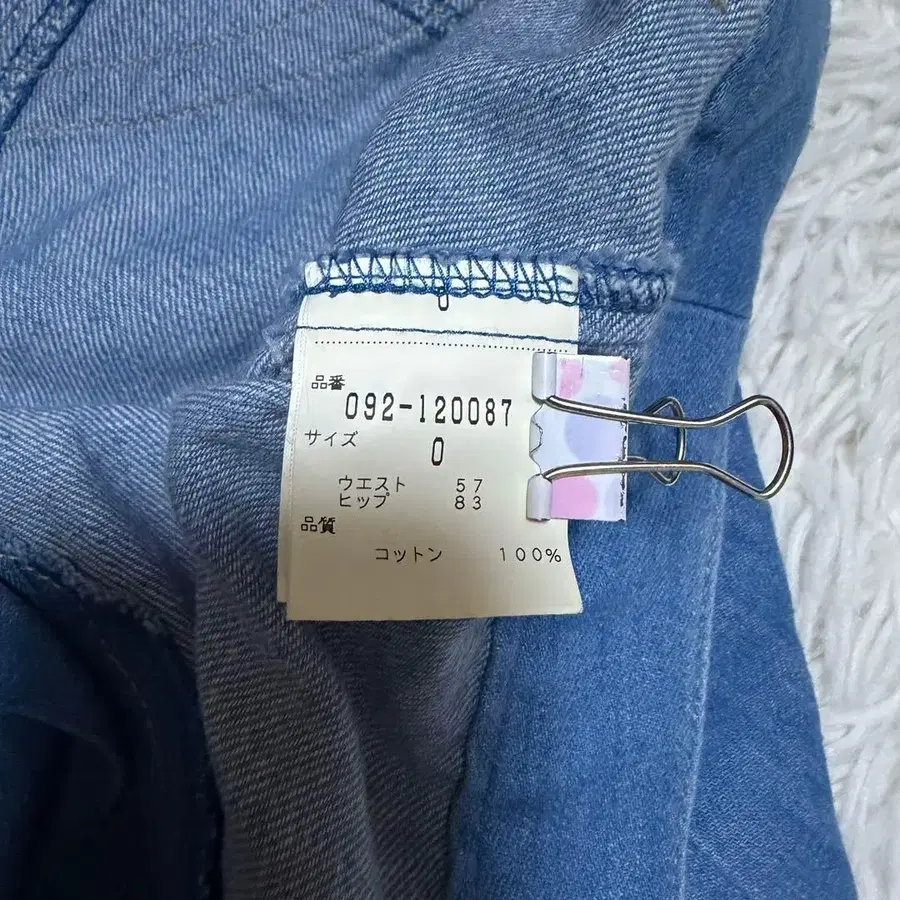 0
品番
092-120087
サイズ
0
ウエスト 57
ヒップ 83
品質
コットン 100%